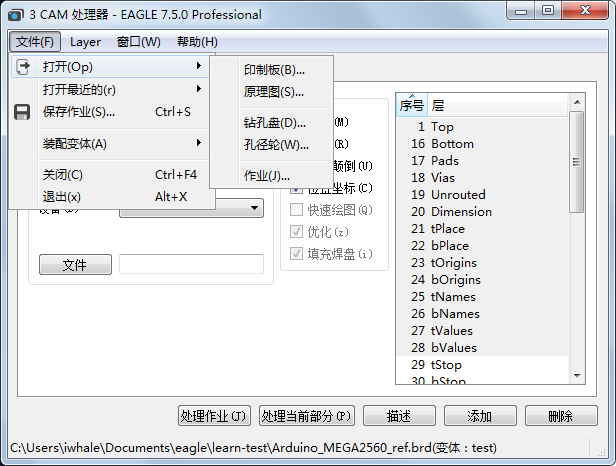 3 CAM 处理器 - EAGLE 7.5.0 Professional
文件(F) Layer 窗口(W) 帮助(H)
打开(Op)
打开最近的(r)
保存作业(S)... Ctrl+S
装配变体(A)
关闭(C) Ctrl+F4
退出(x) Alt+X
印制板(B)...
原理图(S)...
钻孔盘(D)...
孔径轮(W)...
作业(J)...
(M)
(R)
颠倒(U)
坐标(C)
快速绘图(Q)
优化(z)
填充焊盘(i)
文件
序号 层
1 Top
16 Bottom
17 Pads
18 Vias
19 Unrouted
20 Dimension
21 tPlace
22 bPlace
23 tOrigins
24 bOrigins
25 tNames
26 bNames
27 tValues
28 bValues
29 tStop
30 bStop
处理作业(J) 处理当前部分(P) 描述 添加 删除
C:\Users\iwhale\Documents\eagle\learn-test\Arduino_MEGA2560_ref.brd(变体 : test)